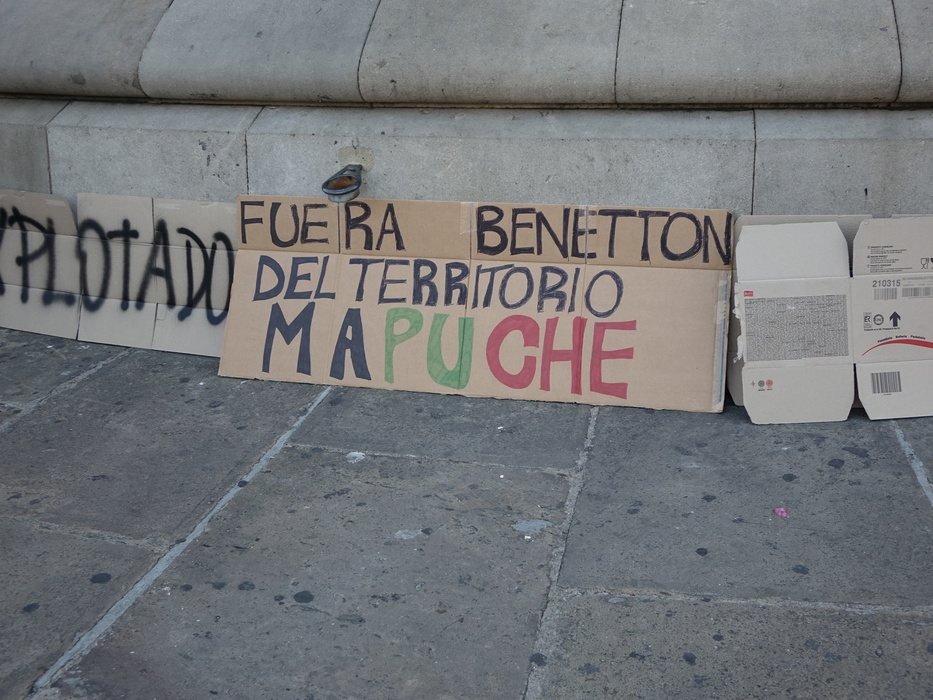 XPLOTADO
FUERA BENETTON
DEL TERRITORIO
MAPUCHE
210315